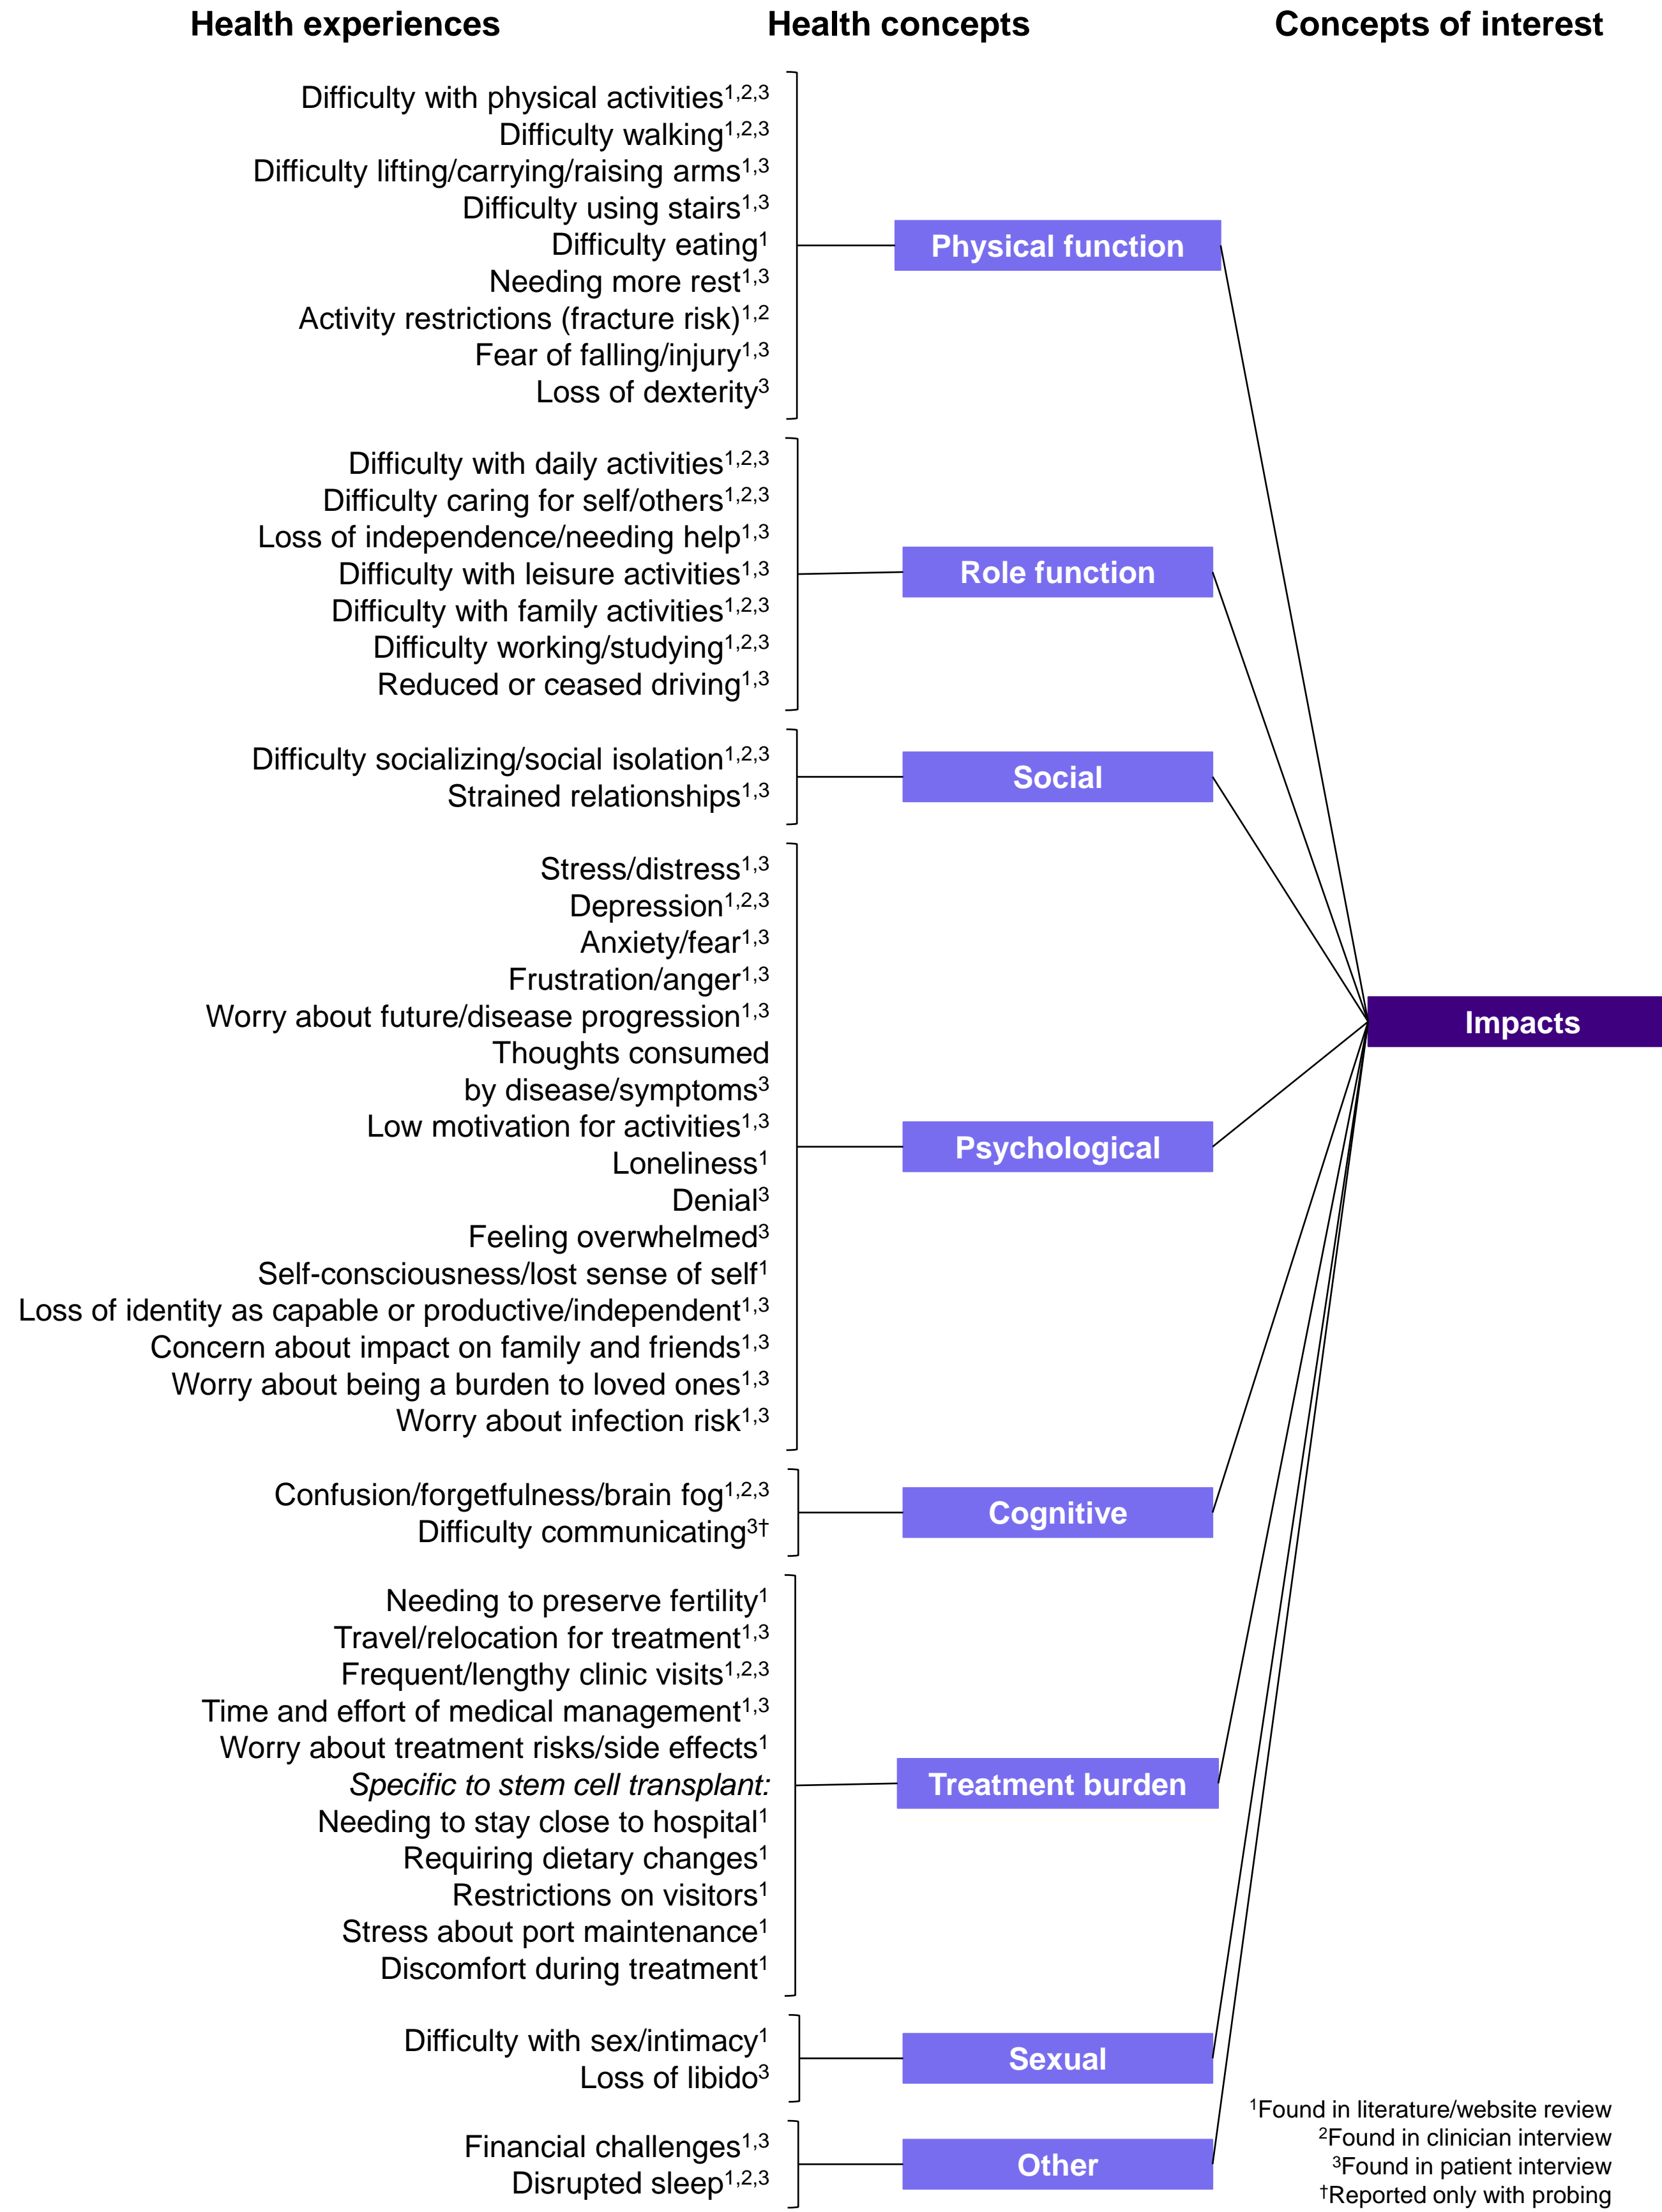 Health experiences
Health concepts
Concepts of interest
Difficulty with physical activities1,2,3
Difficulty walking1,2,3
Difficulty lifting/carrying/raising arms1,3
Difficulty using stairs1,3
Difficulty eating1
Needing more rest1,3
Activity restrictions (fracture risk)1,2
Fear of falling/injury1,3
Loss of dexterity3
Physical function
Difficulty with daily activities1,2,3
Difficulty caring for self/others1,2,3
Loss of independence/needing help1,3
Difficulty with leisure activities1,3
Difficulty with family activities1,2,3
Difficulty working/studying1,2,3
Reduced or ceased driving1,3
Role function
Difficulty socializing/social isolation1,2,3
Strained relationships1,3
Social
Stress/distress1,3
Depression1,2,3
Anxiety/fear1,3
Frustration/anger1,3
Worry about future/disease progression1,3
Thoughts consumed
by disease/symptoms3
Low motivation for activities1,3
Loneliness1
Denial3
Feeling overwhelmed3
Self-consciousness/lost sense of self1
Loss of identity as capable or productive/independent1,3
Concern about impact on family and friends1,3
Worry about being a burden to loved ones1,3
Worry about infection risk1,3
Psychological
Impacts
Confusion/forgetfulness/brain fog1,2,3
Difficulty communicating3†
Cognitive
Needing to preserve fertility1
Travel/relocation for treatment1,3
Frequent/lengthy clinic visits1,2,3
Time and effort of medical management1,3
Worry about treatment risks/side effects1
Specific to stem cell transplant:
Needing to stay close to hospital1
Requiring dietary changes1
Restrictions on visitors1
Stress about port maintenance1
Discomfort during treatment1
Treatment burden
Difficulty with sex/intimacy1
Loss of libido3
Sexual
Financial challenges1,3
Disrupted sleep1,2,3
Other
1Found in literature/website review
2Found in clinician interview
3Found in patient interview
†Reported only with probing